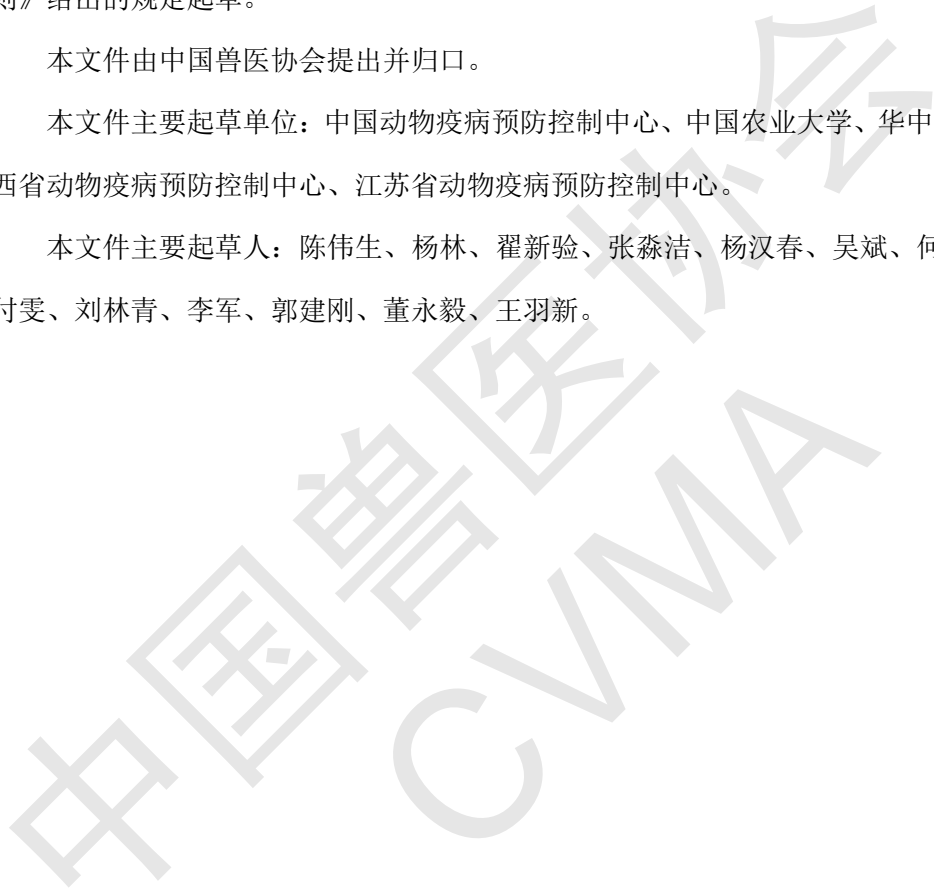 则》给出的规定起草。
本文件由中国兽医协会提出并归口。
本文件主要起草单位：中国动物疫病预防控制中心、中国农业大学、华中
西省动物疫病预防控制中心、江苏省动物疫病预防控制中心。
本文件主要起草人：陈伟生、杨林、翟新验、张淼洁、杨汉春、吴斌、何
付雯、刘林青、李军、郭建刚、董永毅、王羽新。
中国兽医协会
CVMA